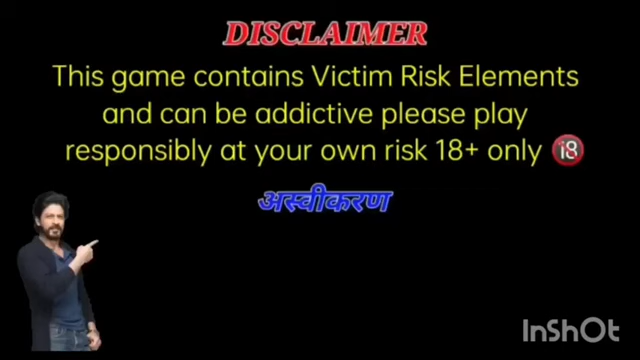 DISCLAIMER
This game contains Victim Risk Elements
and can be addictive please play
responsibly at your own risk 18+ only 🔞
अस्वीकरण
InShOt